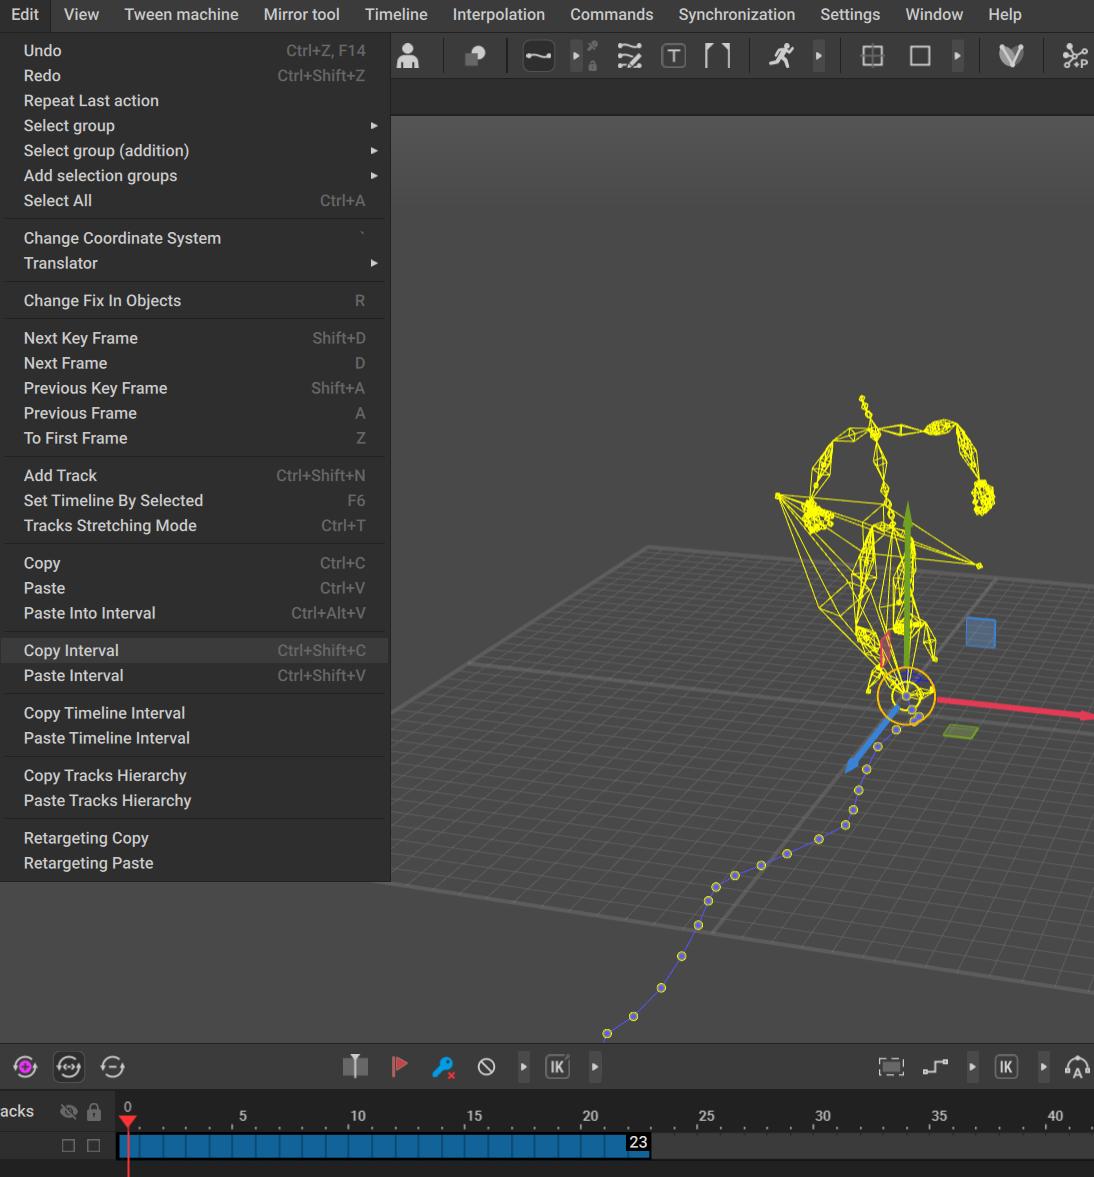 Edit View Tween machine Mirror tool Timeline Interpolation Commands Synchronization Settings Window Help
Undo Ctrl+Z, F14
Redo Ctrl+Shift+Z
Repeat Last action
Select group
Select group (addition)
Add selection groups
Select All Ctrl+A
Change Coordinate System `
Translator
Change Fix In Objects R
Next Key Frame Shift+D
Next Frame D
Previous Key Frame Shift+A
Previous Frame A
To First Frame Z
Add Track Ctrl+Shift+N
Set Timeline By Selected F6
Tracks Stretching Mode Ctrl+T
Copy Ctrl+C
Paste Ctrl+V
Paste Into Interval Ctrl+Alt+V
Copy Interval Ctrl+Shift+C
Paste Interval Ctrl+Shift+V
Copy Timeline Interval
Paste Timeline Interval
Copy Tracks Hierarchy
Paste Tracks Hierarchy
Retargeting Copy
Retargeting Paste
T
P
IK IK A
acks 0 5 10 15 20 25 30 35 40
23